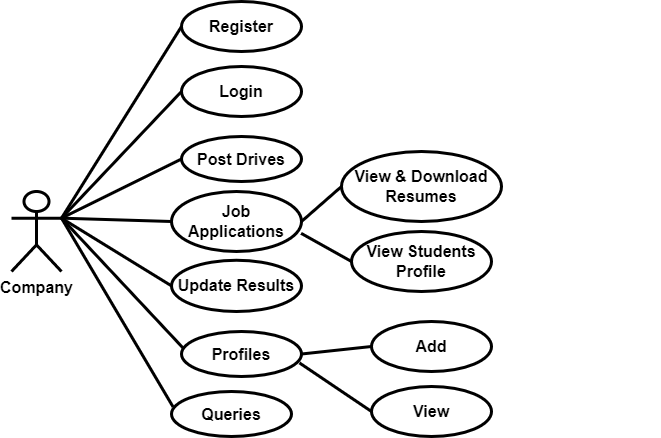 Register
Login
Post Drives
View & Download
Resumes
Job
Applications
View Students
Profile
Company
Update Results
Profiles
Add
Queries
View